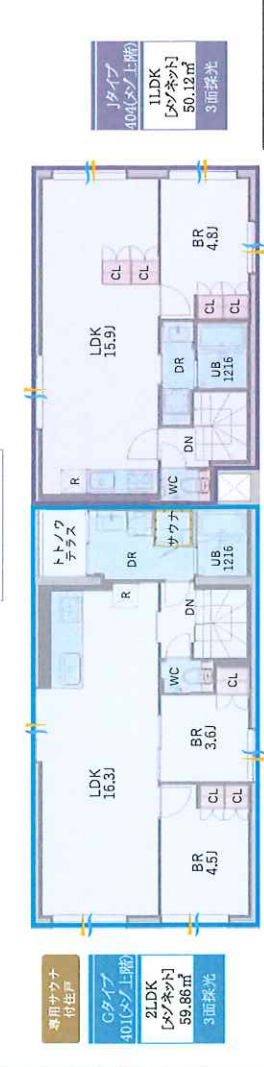 専用サウナ
付住戸
Gタイプ
401(メゾ上階)
2LDK
[メゾネット]
59.86㎡
3面採光
LDK
16.3J
BR
4.5J
CL
CL
BR
3.6J
CL
WC
DN
R
トトノウ
テラス
DR
サウナ
UB
1216
R
LDK
15.9J
CL
CL
WC
DN
DR
UB
1216
CL
CL
BR
4.8J
Jタイプ
404(メゾ上階)
1LDK
[メゾネット]
50.12㎡
3面採光